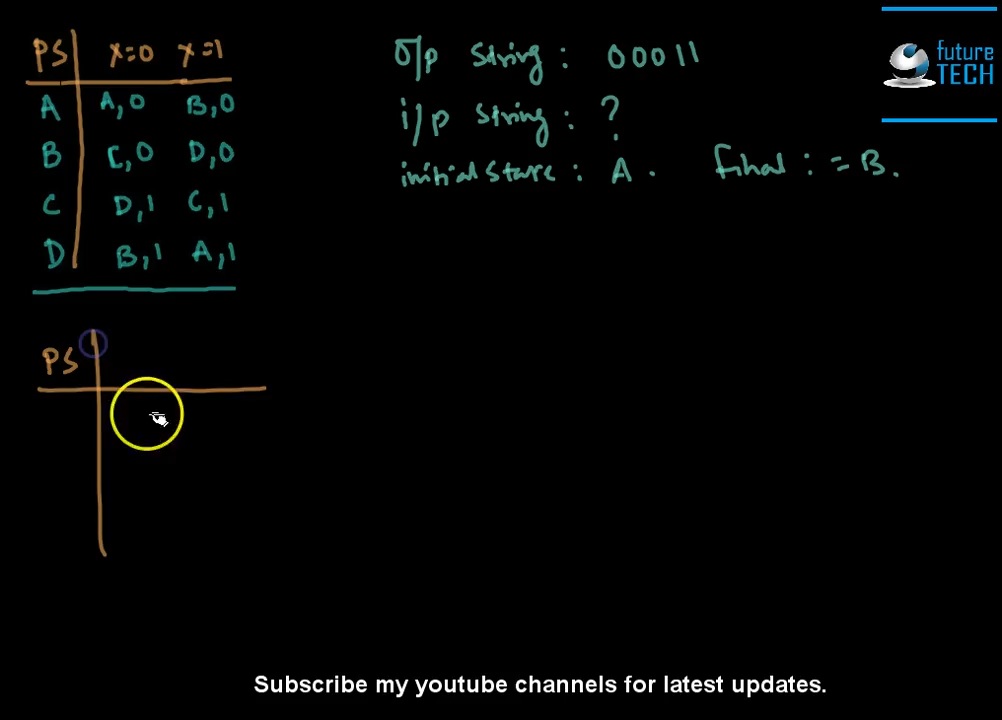 PS x=0 x=1
A A,0 B,0
B C,0 D,0
C D,1 C,1
D B,1 A,1
O/p string : 00011
i/p string : ?
initial state : A. final : = B.
future
TECH
PS
Subscribe my youtube channels for latest updates.